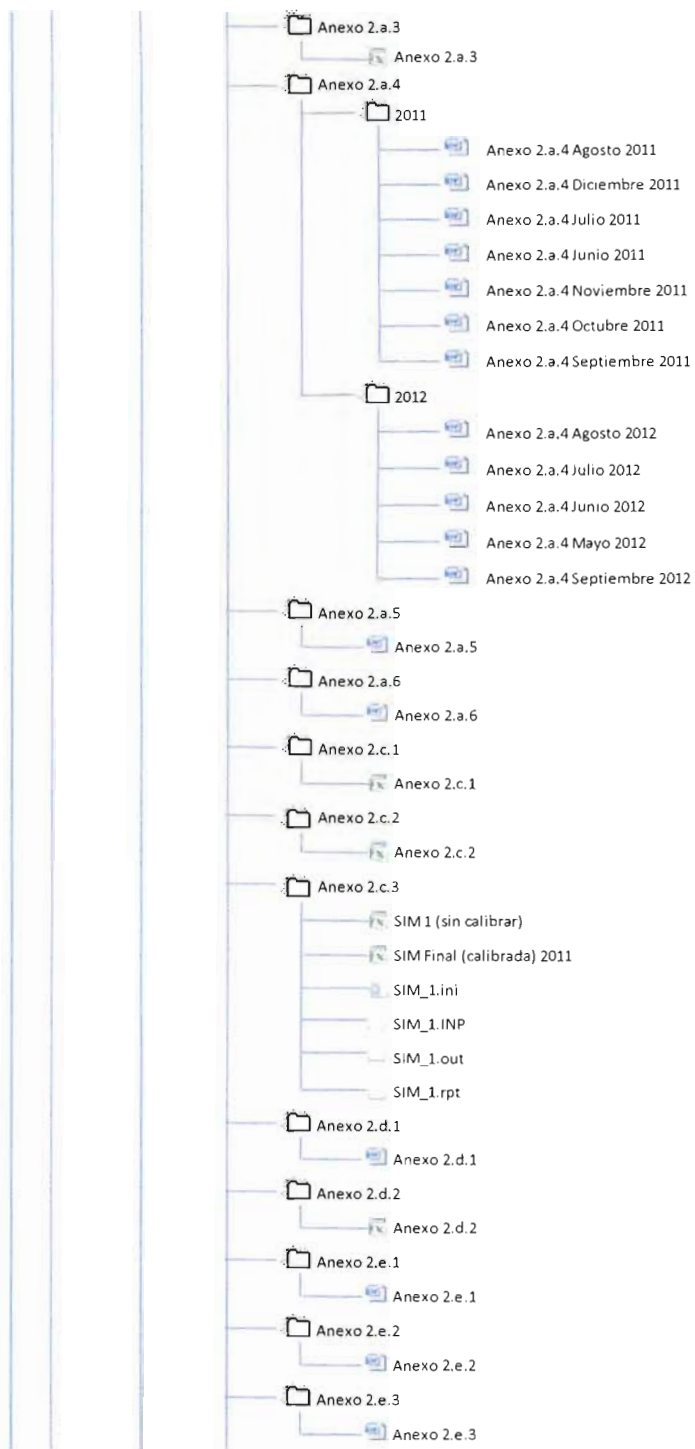 Anexo 2.a.3
Anexo 2.a.3
Anexo 2.a.4
2011
Anexo 2.a.4 Agosto 2011
Anexo 2.a.4 Diciembre 2011
Anexo 2.a.4 Julio 2011
Anexo 2.a.4 Junio 2011
Anexo 2.a.4 Noviembre 2011
Anexo 2.a.4 Octubre 2011
Anexo 2.a.4 Septiembre 2011
2012
Anexo 2.a.4 Agosto 2012
Anexo 2.a.4 Julio 2012
Anexo 2.a.4 Junio 2012
Anexo 2.a.4 Mayo 2012
Anexo 2.a.4 Septiembre 2012
Anexo 2.a.5
Anexo 2.a.5
Anexo 2.a.6
Anexo 2.a.6
Anexo 2.c.1
Anexo 2.c.1
Anexo 2.c.2
Anexo 2.c.2
Anexo 2.c.3
SIM 1 (sin calibrar)
SIM Final (calibrada) 2011
SIM_1.ini
SIM_1.INP
SIM_1.out
SIM_1.rpt
Anexo 2.d.1
Anexo 2.d.1
Anexo 2.d.2
Anexo 2.d.2
Anexo 2.e.1
Anexo 2.e.1
Anexo 2.e.2
Anexo 2.e.2
Anexo 2.e.3
Anexo 2.e.3